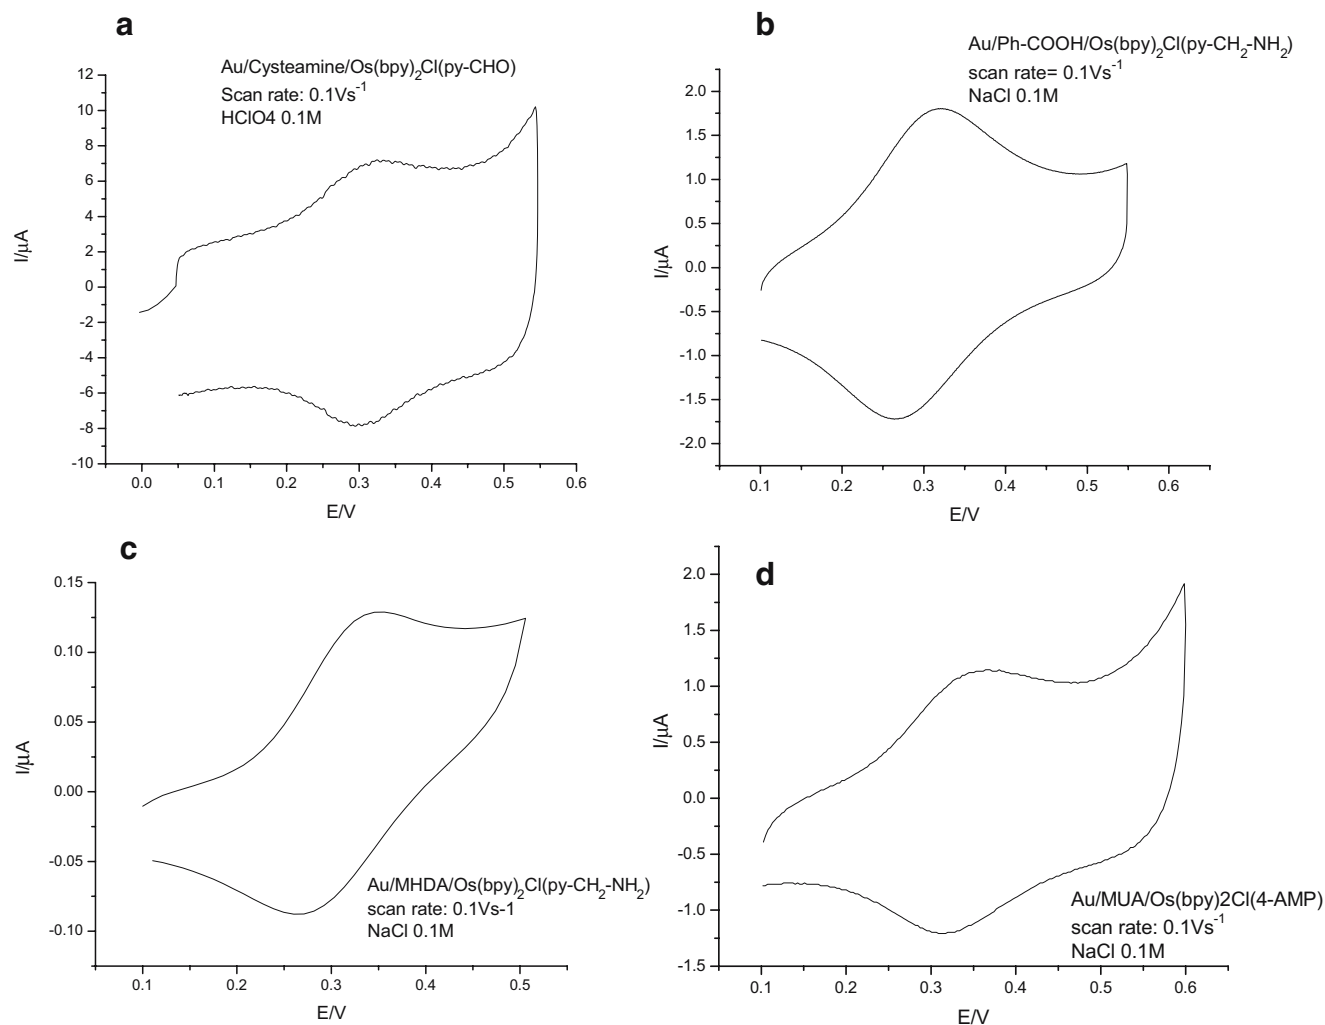 a
Au/Cysteamine/Os(bpy)2Cl(py-CHO)
Scan rate: 0.1Vs-1
HClO4 0.1M
12
10
8
6
4
2
0
-2
-4
-6
-8
-10
I/µA
0.0 0.1 0.2 0.3 0.4 0.5 0.6
E/V
b
Au/Ph-COOH/Os(bpy)2Cl(py-CH2-NH2)
scan rate= 0.1Vs-1
NaCl 0.1M
2.0
1.5
1.0
0.5
0.0
-0.5
-1.0
-1.5
-2.0
I/µA
0.1 0.2 0.3 0.4 0.5 0.6
E/V
c
0.15
0.10
0.05
0.00
-0.05
-0.10
I/µA
Au/MHDA/Os(bpy)2Cl(py-CH2-NH2)
scan rate: 0.1Vs-1
NaCl 0.1M
0.1 0.2 0.3 0.4 0.5
E/V
d
2.0
1.5
1.0
0.5
0.0
-0.5
-1.0
-1.5
I/µA
Au/MUA/Os(bpy)2Cl(4-AMP)
scan rate: 0.1Vs-1
NaCl 0.1M
0.1 0.2 0.3 0.4 0.5 0.6
E/V